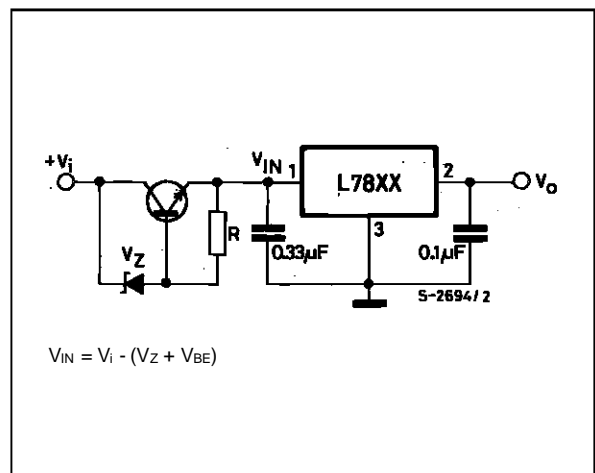 +Vi
VIN
1
L78XX
2
Vo
3
R
VZ
0.33µF
0.1µF
S-2694/2
VIN = Vi - (VZ + VBE)